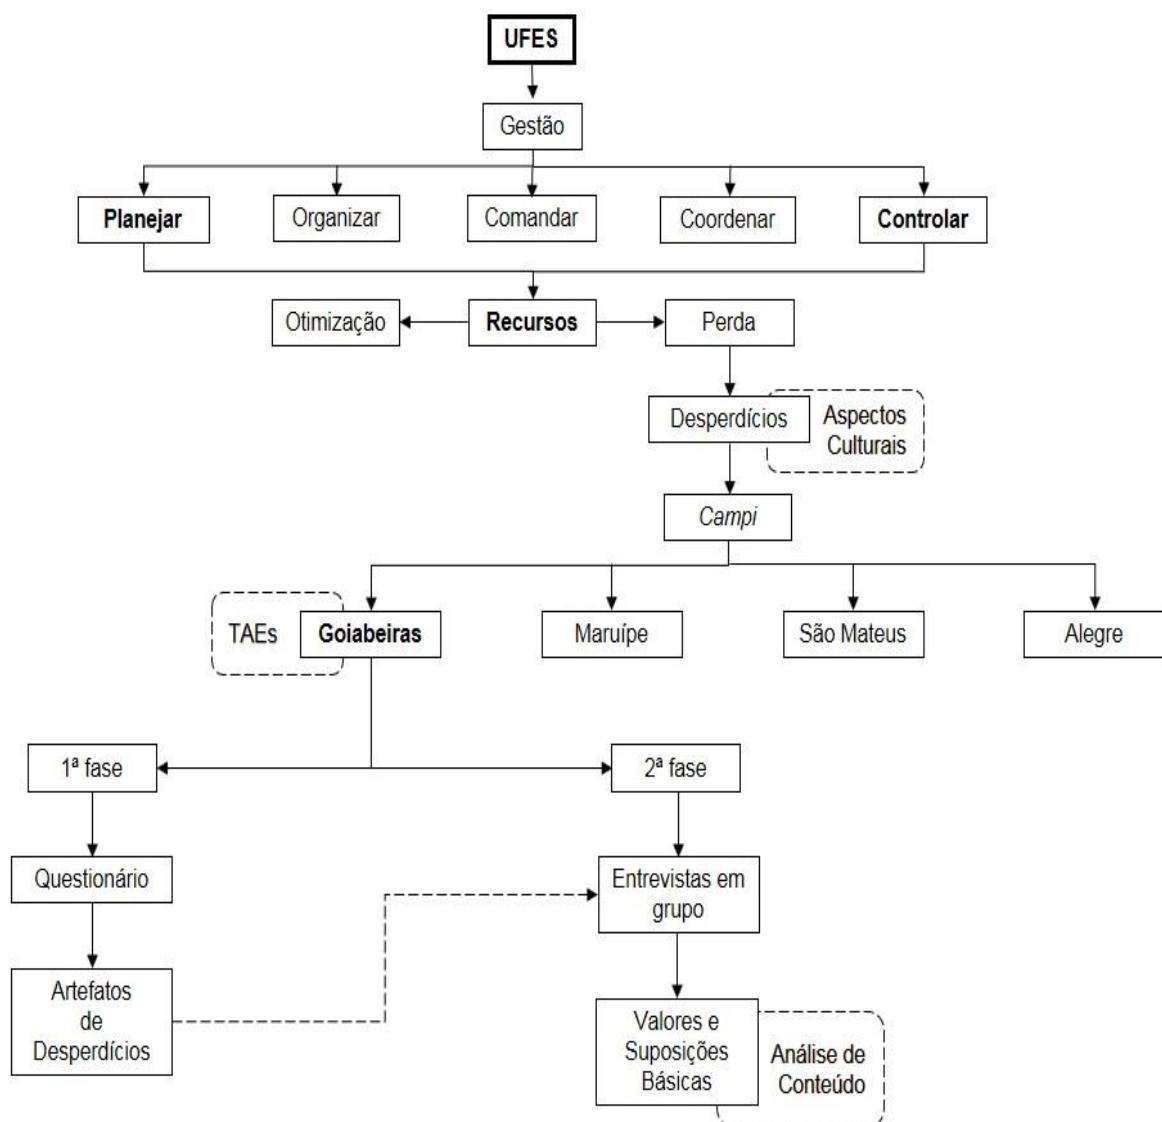 UFES
Gestão
Planejar
Organizar
Comandar
Coordenar
Controlar
Otimização
Recursos
Perda
Desperdícios
Aspectos
Culturais
Campi
TAEs
Goiabeiras
Maruípe
São Mateus
Alegre
1ª fase
2ª fase
Questionário
Entrevistas em
grupo
Artefatos
de
Desperdícios
Valores e
Suposições
Básicas
Análise de
Conteúdo